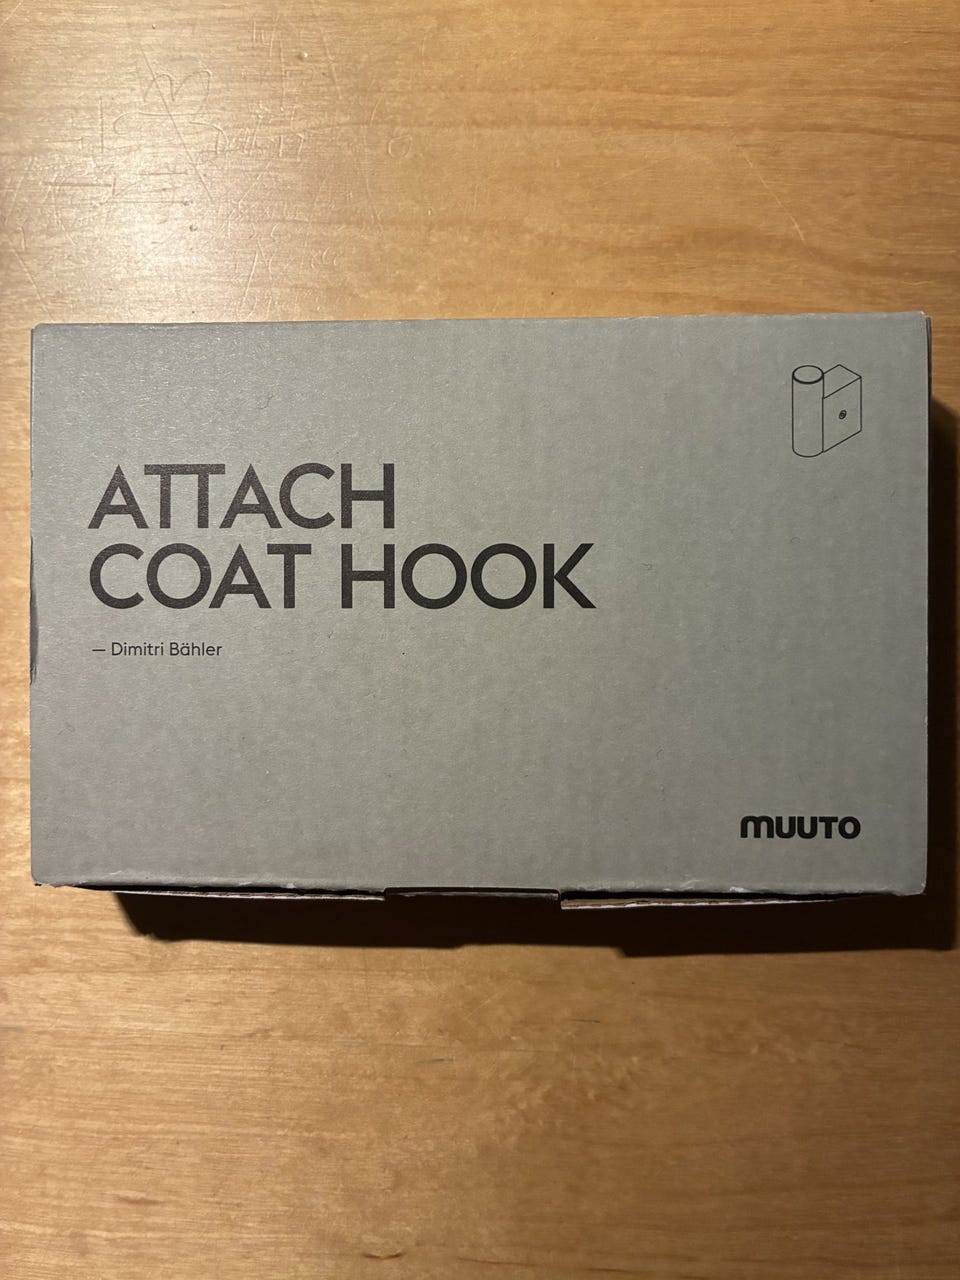 ATTACH
COAT HOOK
— Dimitri Bähler
muuto